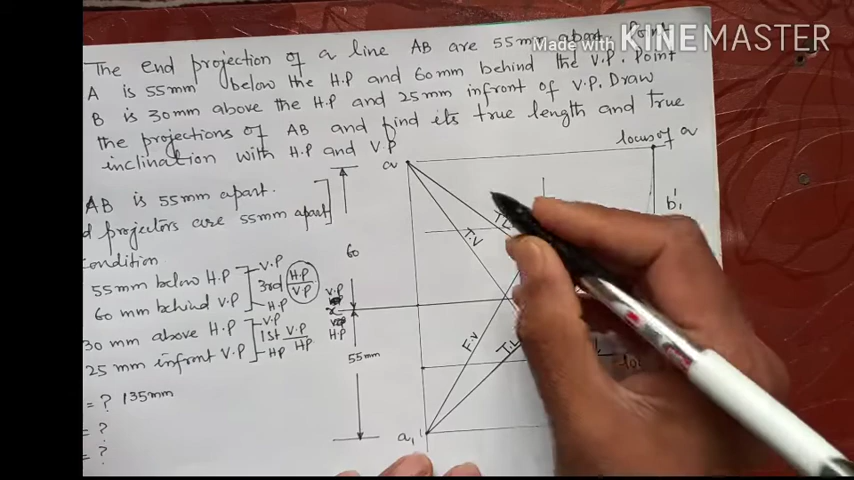 The end projection of a line AB are 55mm apart. Point
A is 55mm below the H.P and 60mm behind the V.P. Point
B is 30mm above the H.P and 25mm infront of V.P. Draw
the projections of AB and find its true length and True
inclination with H.P and V.P
Made with KINEMASTER
AB is 55mm apart.
d projectors are 55mm apart
Condition
55mm below H.P
60 mm behind V.P
V.P
H.P
3rd H.P
V.P
30 mm above H.P
25 mm infront V.P
V.P
HP
1st V.P
HP
= ? 135mm
= ?
= ?
a
locus of a
b'1
T.V
60
V.P
x
H.P
F.V
55mm
a1'